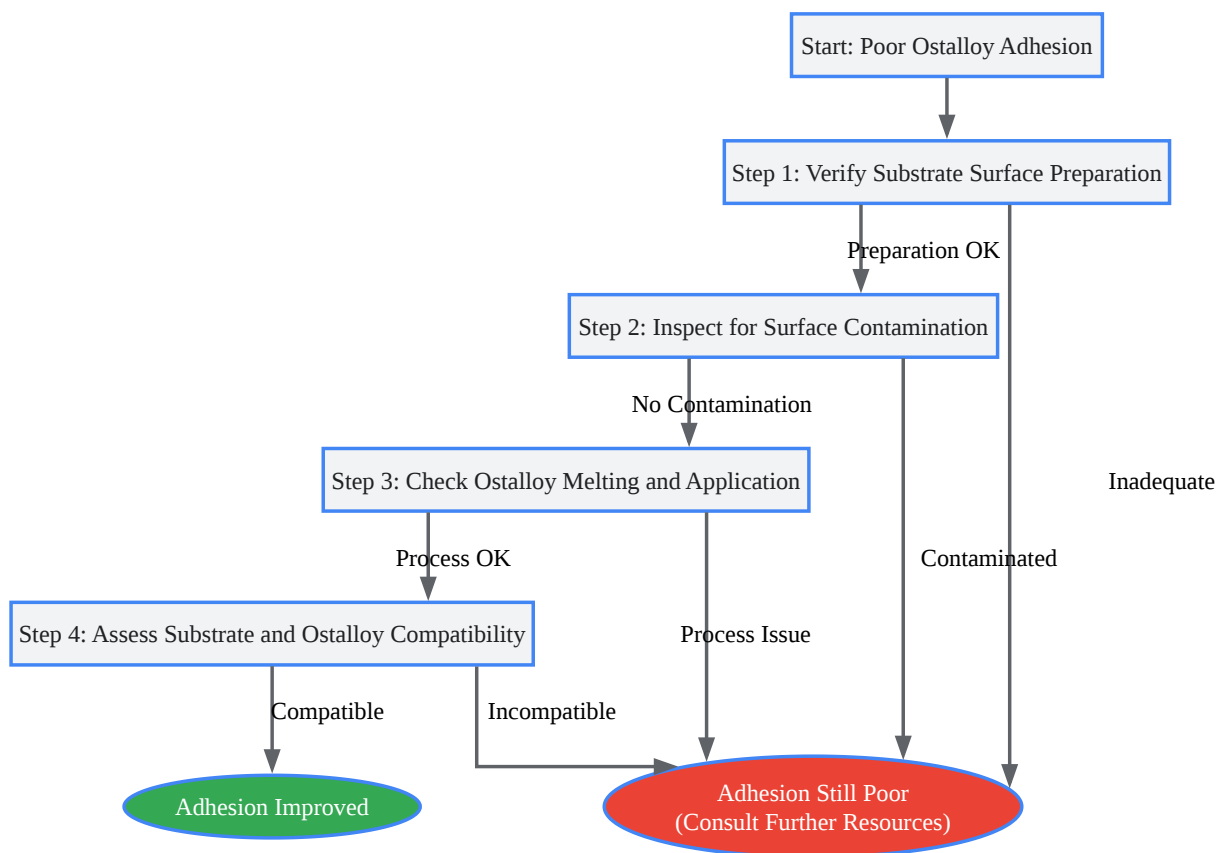 Start: Poor Ostalloy Adhesion
Step 1: Verify Substrate Surface Preparation
Preparation OK
Step 2: Inspect for Surface Contamination
No Contamination
Step 3: Check Ostalloy Melting and Application
Inadequate
Process OK
Contaminated
Step 4: Assess Substrate and Ostalloy Compatibility
Process Issue
Compatible
Incompatible
Adhesion Improved
Adhesion Still Poor
(Consult Further Resources)